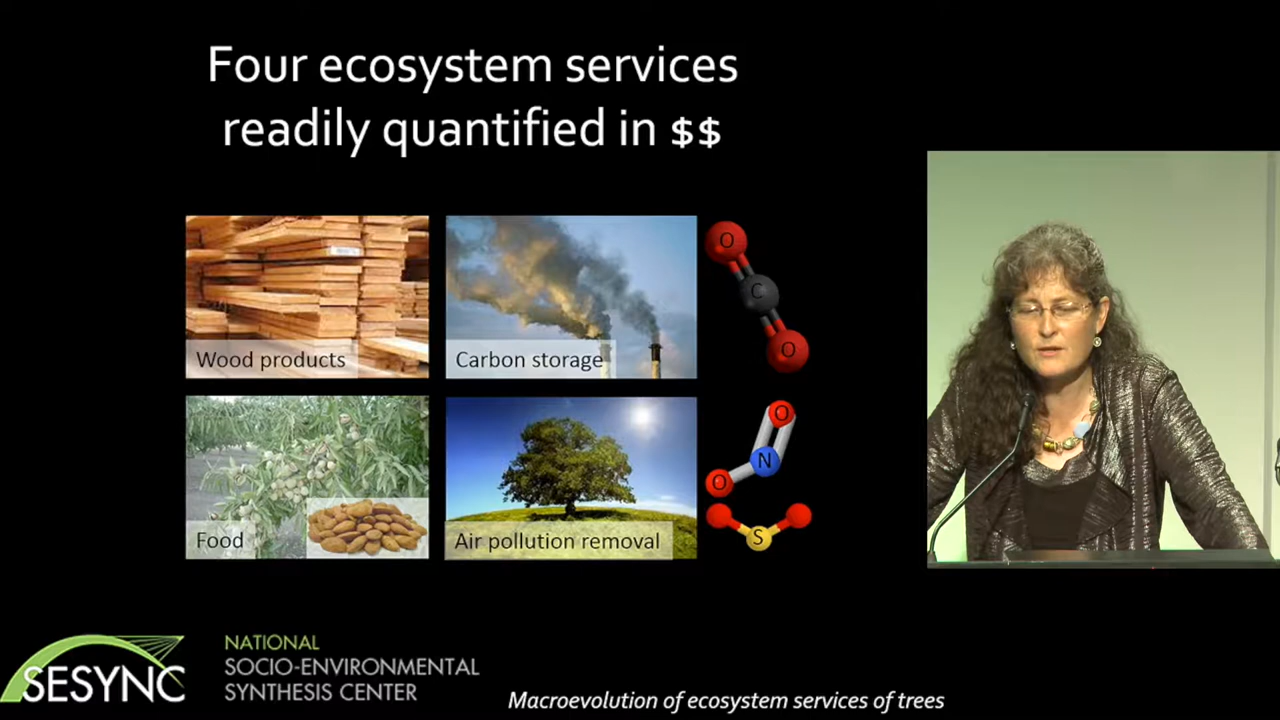 Four ecosystem services
readily quantified in $$
Wood products
Carbon storage
O
C
O
Food
Air pollution removal
O
N
O
S
SESYNC
NATIONAL
SOCIO-ENVIRONMENTAL
SYNTHESIS CENTER
Macroevolution of ecosystem services of trees